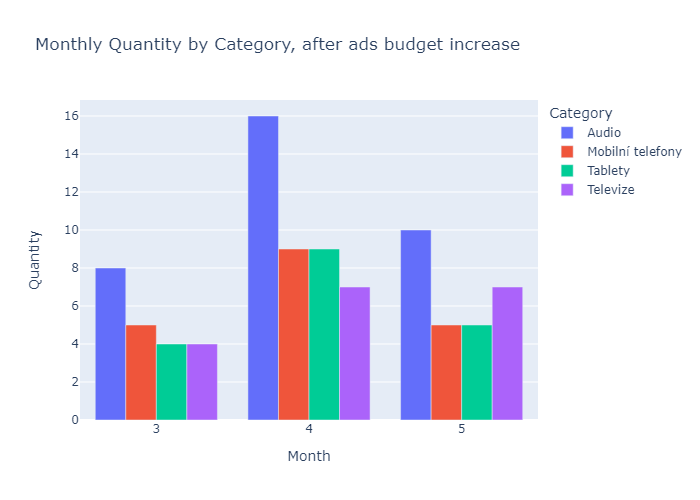 Monthly Quantity by Category, after ads budget increase
Category
Audio
Mobilní telefony
Tablety
Televize
Quantity
16
14
12
10
8
6
4
2
0
3 4 5
Month